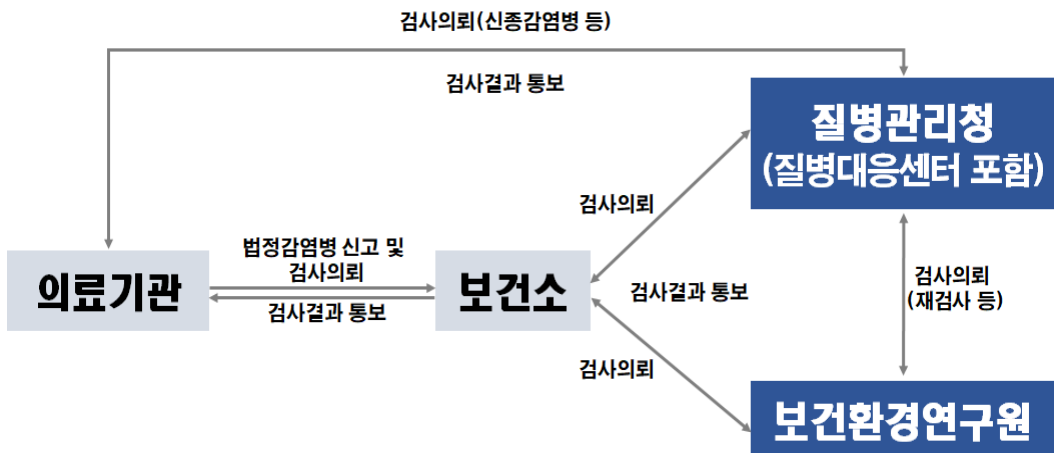 검사의뢰(신종감염병 등)
검사결과 통보
질병관리청
(질병대응센터 포함)
검사의뢰
법정감염병 신고 및
검사의뢰
의료기관
보건소
검사결과 통보
검사결과 통보
검사의뢰
(재검사 등)
검사의뢰
보건환경연구원